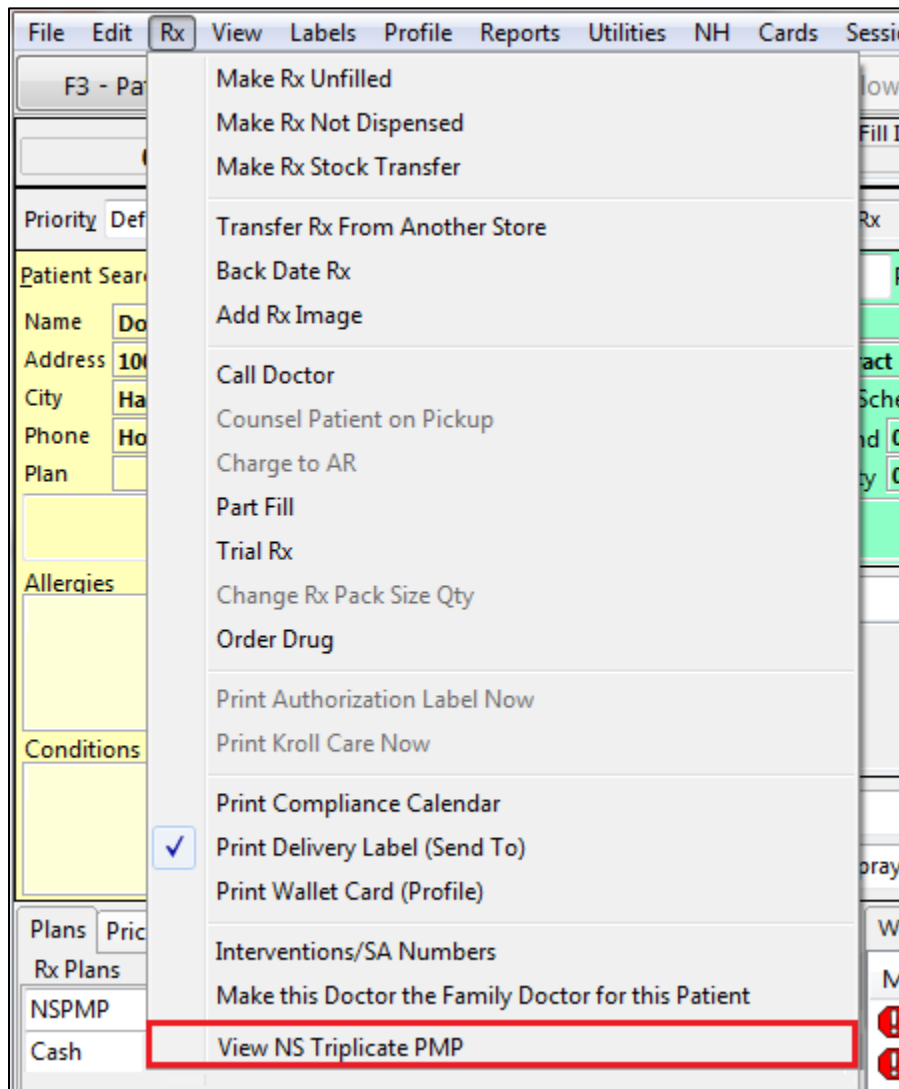 File Edit Rx View Labels Profile Reports Utilities NH Cards
F3 -
Make Rx Unfilled
Make Rx Not Dispensed
Fill
Make Rx Stock Transfer
Priority
Transfer Rx From Another Store
Rx
Patient
Back Date Rx
Name
Add Rx Image
Address
Call Doctor
City
Counsel Patient on Pickup
Phone
Charge to AR
Plan
Part Fill
Trial Rx
Allergies
Change Rx Pack Size Qty
Order Drug
Print Authorization Label Now
Conditions
Print Kroll Care Now
Print Compliance Calendar
Print Delivery Label (Send To)
Print Wallet Card (Profile)
Plans
Interventions/SA Numbers
Rx Plans
Make this Doctor the Family Doctor for this Patient
NSPMP
View NS Triplicate PMP
Cash